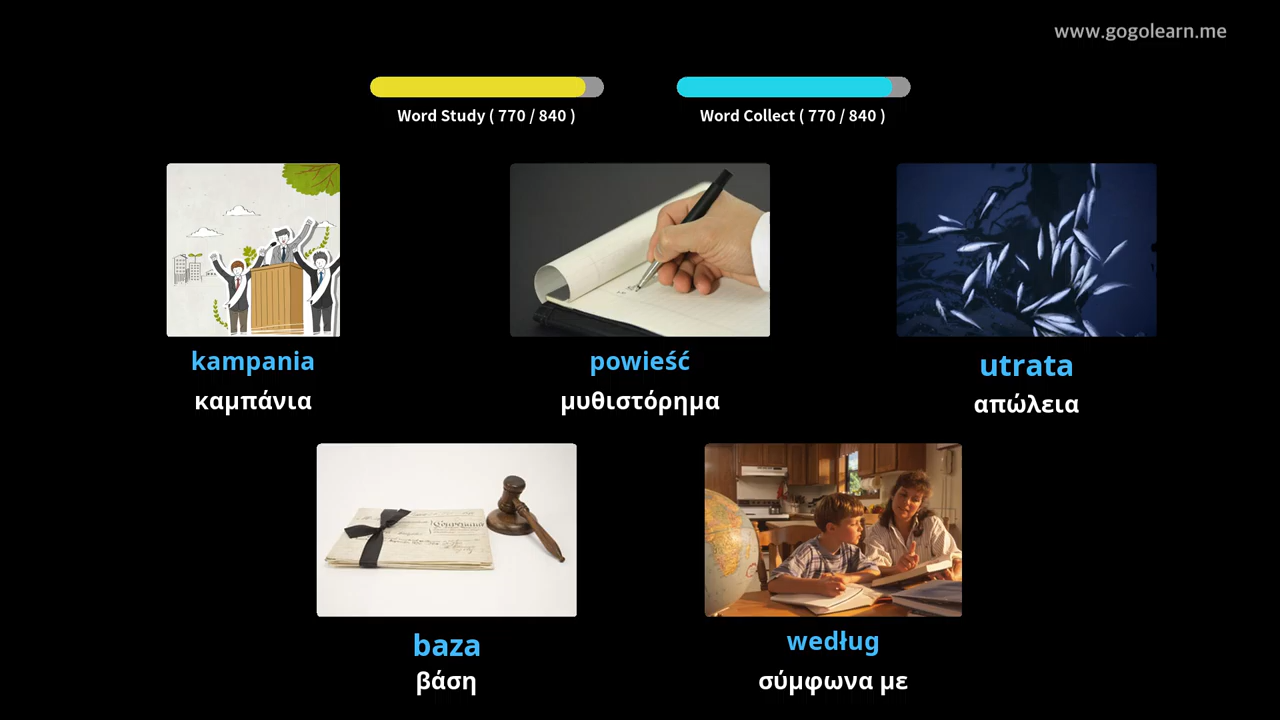 www.gogolearn.me
Word Study ( 770 / 840 )
Word Collect ( 770 / 840 )
kampania
καμπάνια
powieść
μυθιστόρημα
utrata
απώλεια
baza
βάση
według
σύμφωνα με